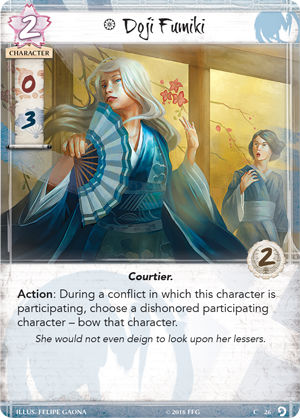 2
Doji Fumiki
CHARACTER
0
3
2
Courtier.
Action: During a conflict in which this character is
participating, choose a dishonored participating
character – bow that character.
She would not even deign to look upon her lessers.
ILLUS. FELIPE GAONA © 2018 FFG C 26